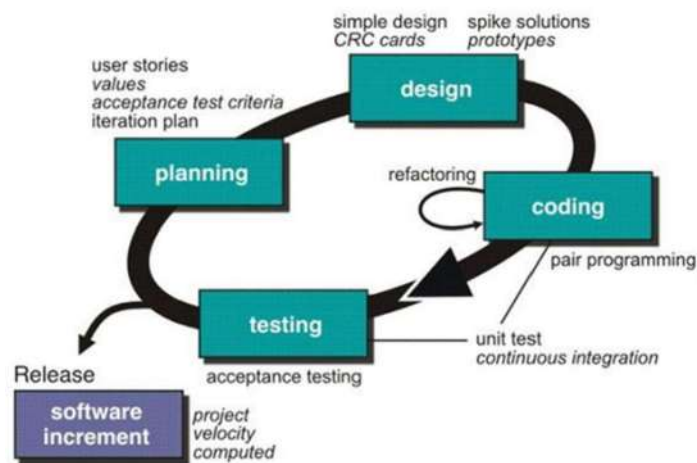 simple design
CRC cards
spike solutions
prototypes
user stories
values
acceptance test criteria
iteration plan
design
planning
refactoring
coding
pair programming
testing
unit test
continuous integration
acceptance testing
Release
software
increment
project
velocity
computed